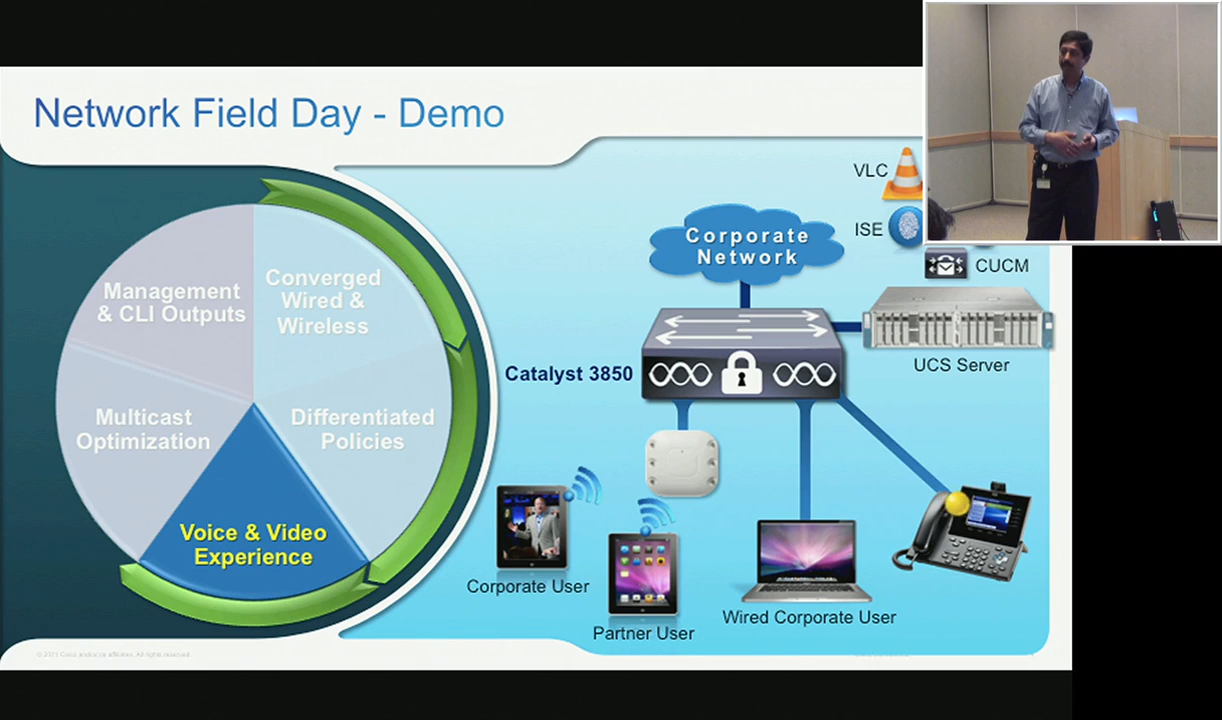 Network Field Day - Demo
VLC
ISE
CUCM
Corporate
Network
UCS Server
Catalyst 3850
Management
& CLI Outputs
Converged
Wired &
Wireless
Multicast
Optimization
Differentiated
Policies
Voice & Video
Experience
Corporate User
Partner User
Wired Corporate User